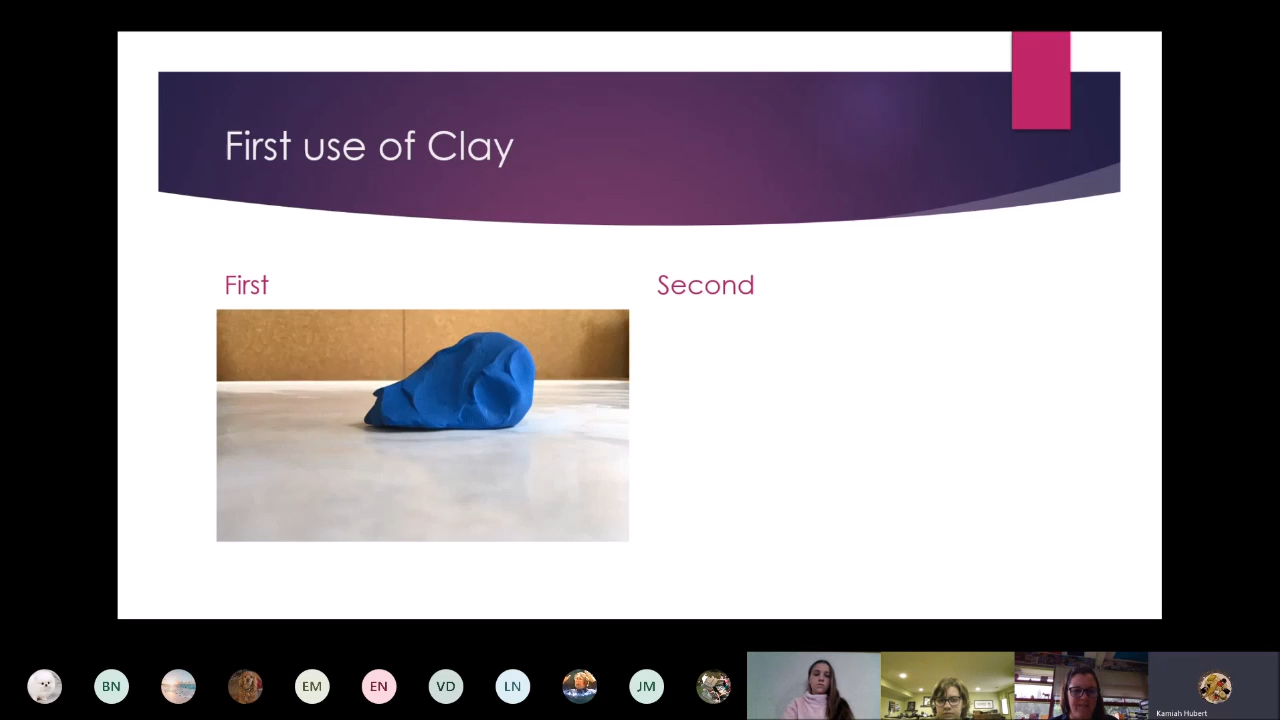 First use of Clay
First
Second
BN
EM
EN
VD
LN
JM
Kamiah Hubert